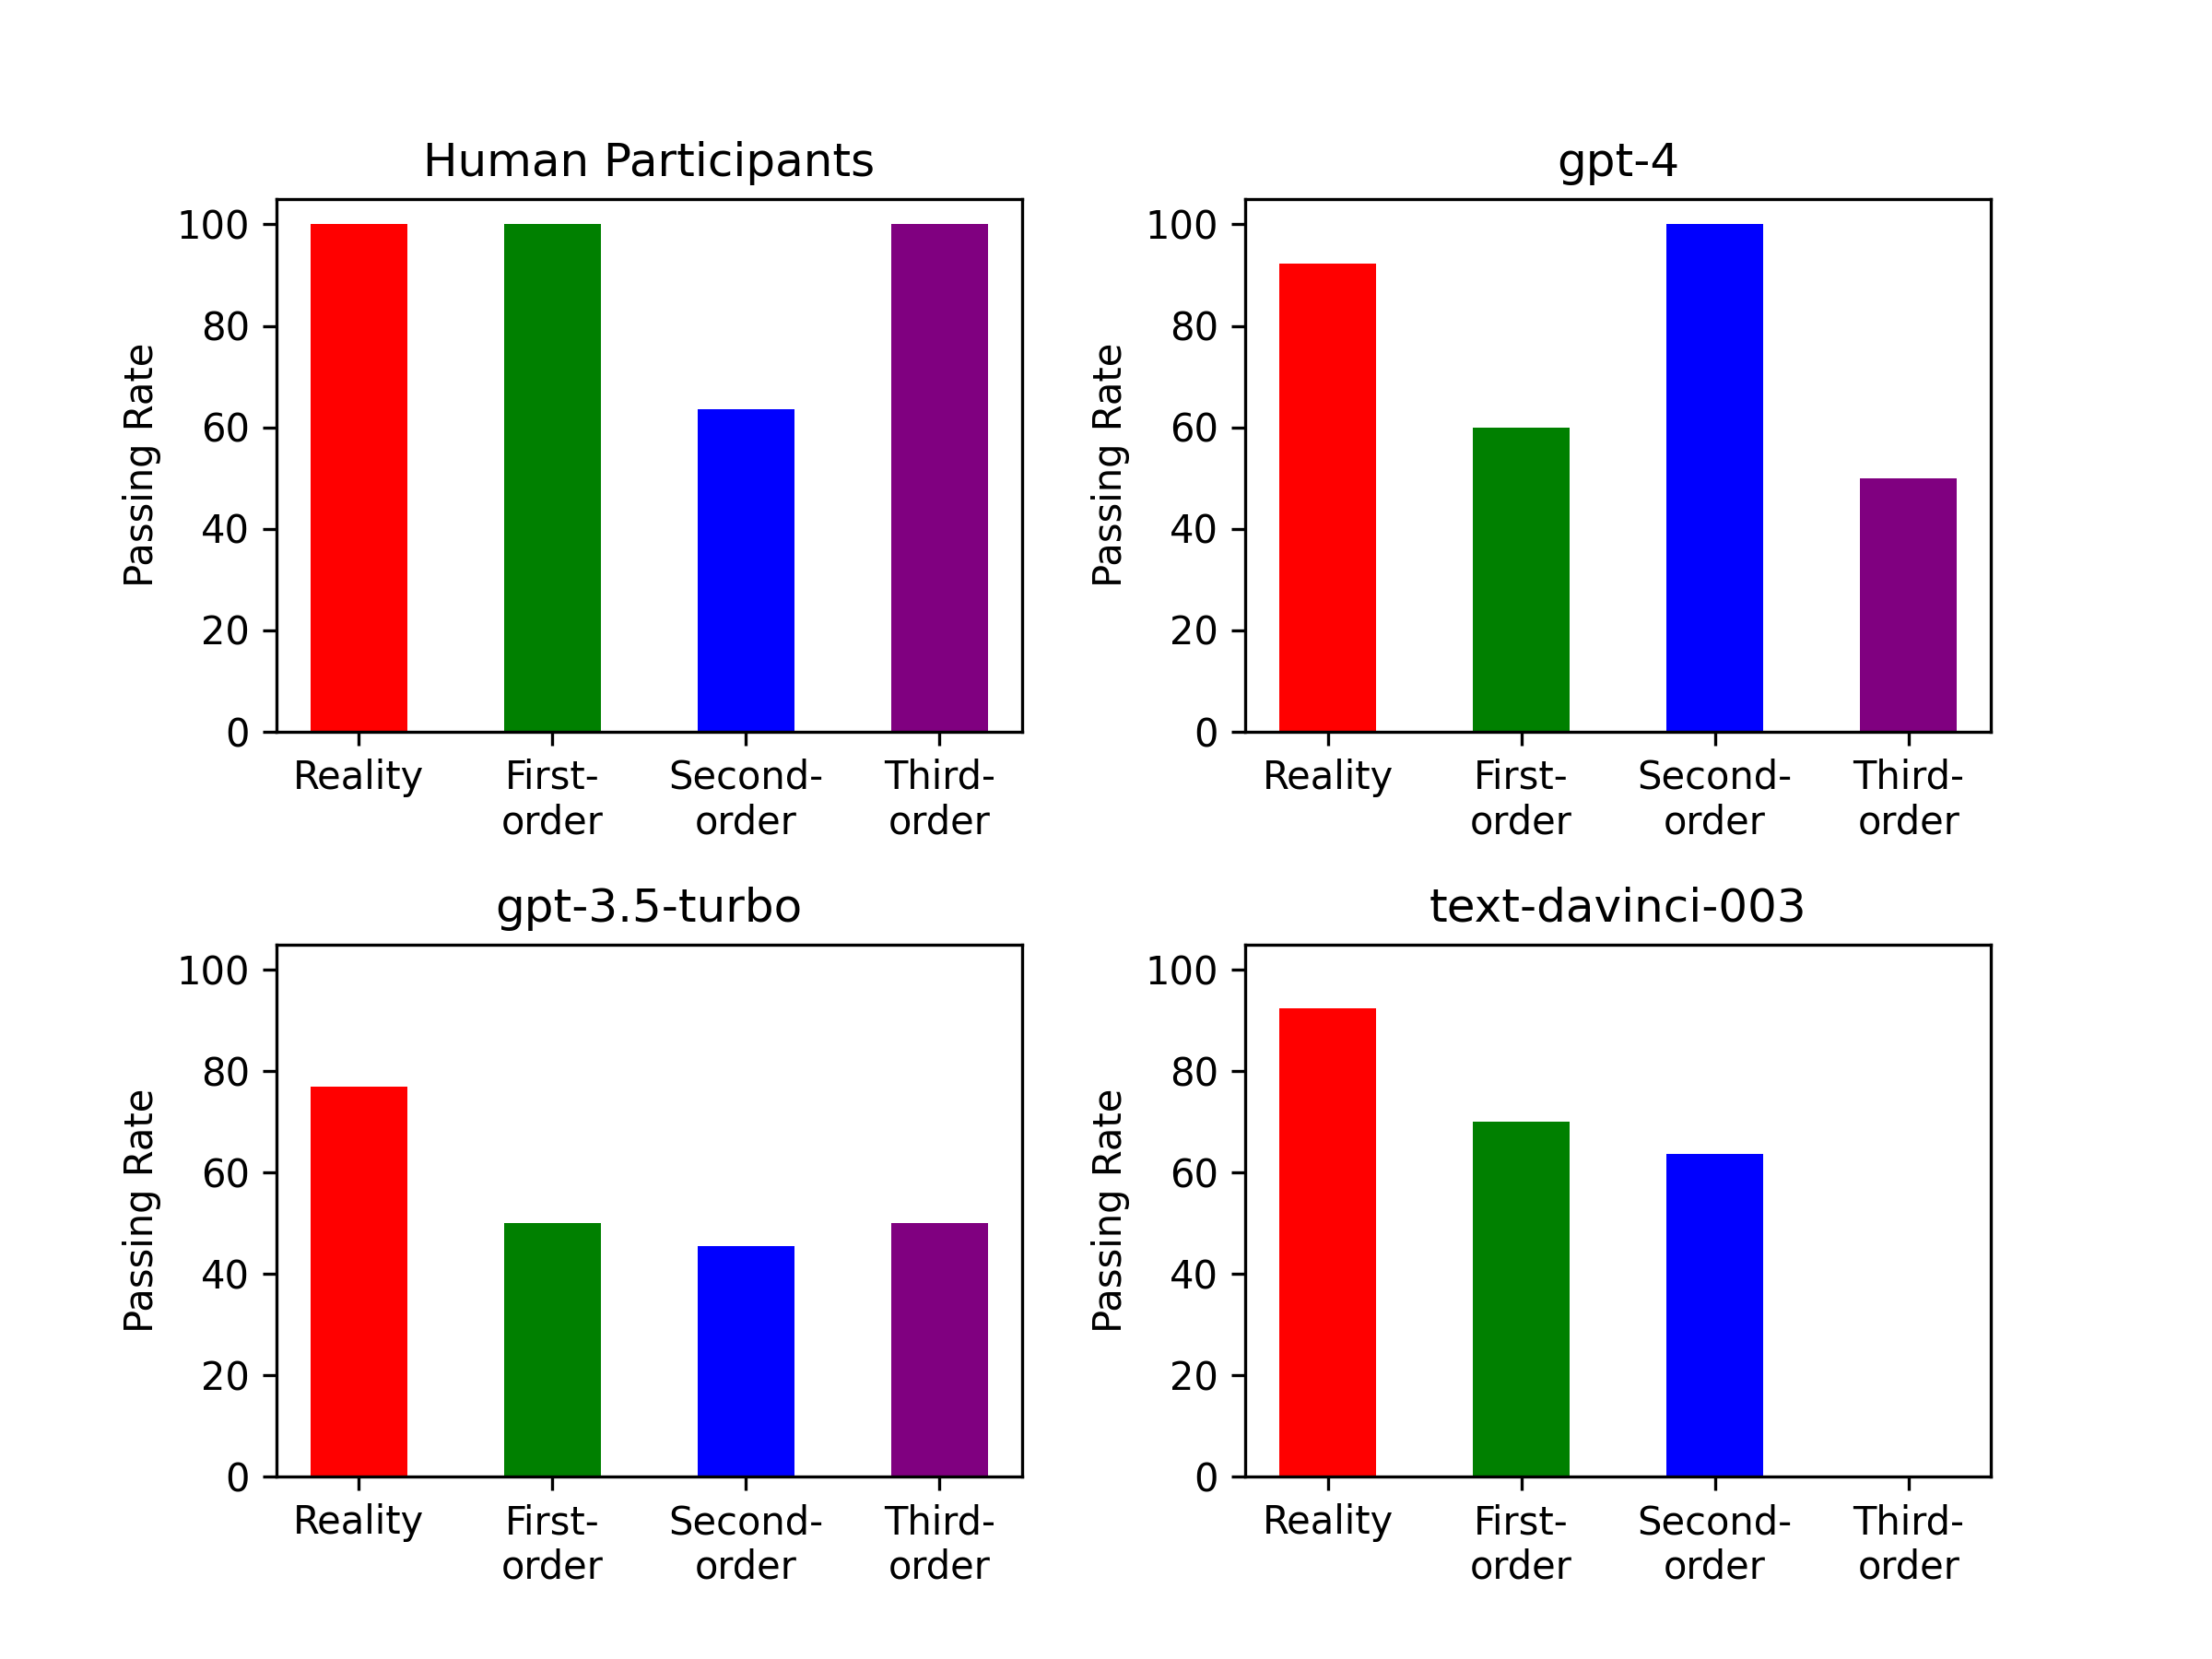 Human Participants
Passing Rate
100
80
60
40
20
0
Reality
First-
order
Second-
order
Third-
order
gpt-4
Passing Rate
100
80
60
40
20
0
Reality
First-
order
Second-
order
Third-
order
gpt-3.5-turbo
Passing Rate
100
80
60
40
20
0
Reality
First-
order
Second-
order
Third-
order
text-davinci-003
Passing Rate
100
80
60
40
20
0
Reality
First-
order
Second-
order
Third-
order